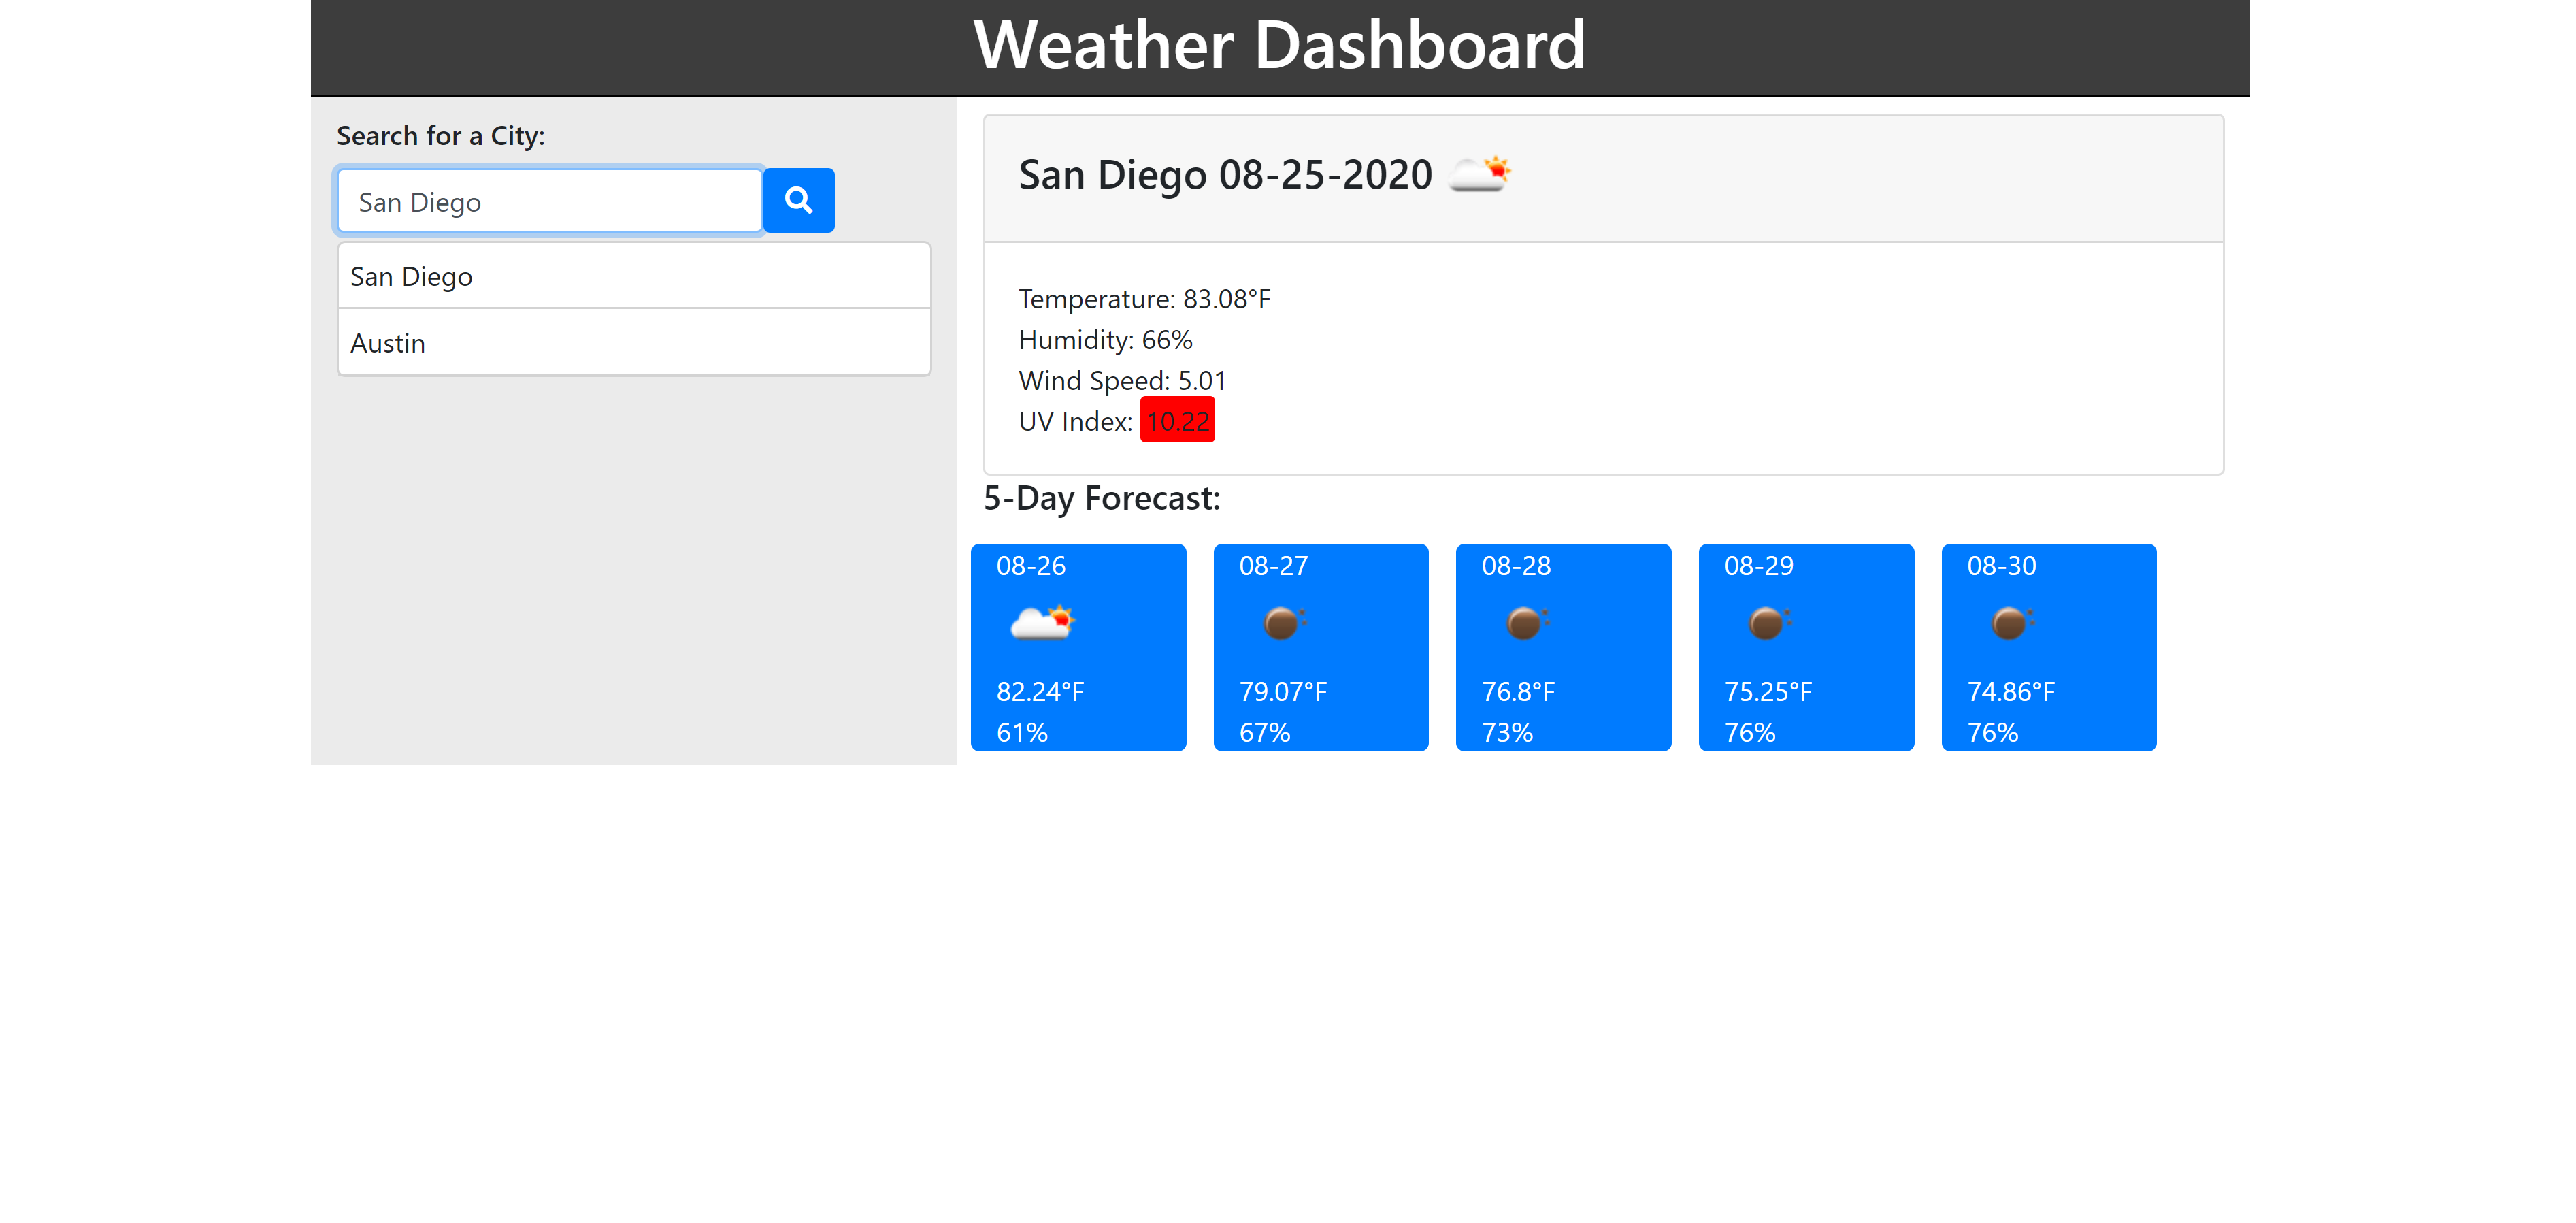 Weather Dashboard
Search for a City:
San Diego
San Diego
Austin
San Diego 08-25-2020
Temperature: 83.08°F
Humidity: 66%
Wind Speed: 5.01
UV Index: 10.22
5-Day Forecast:
08-26
82.24°F
61%
08-27
79.07°F
67%
08-28
76.8°F
73%
08-29
75.25°F
76%
08-30
74.86°F
76%